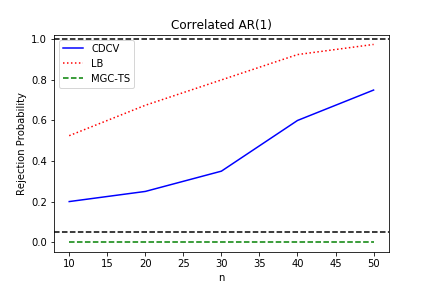 Correlated AR(1)
CDCV
LB
MGC-TS
Rejection Probability
1.0
0.8
0.6
0.4
0.2
0.0
10 15 20 25 30 35 40 45 50
n